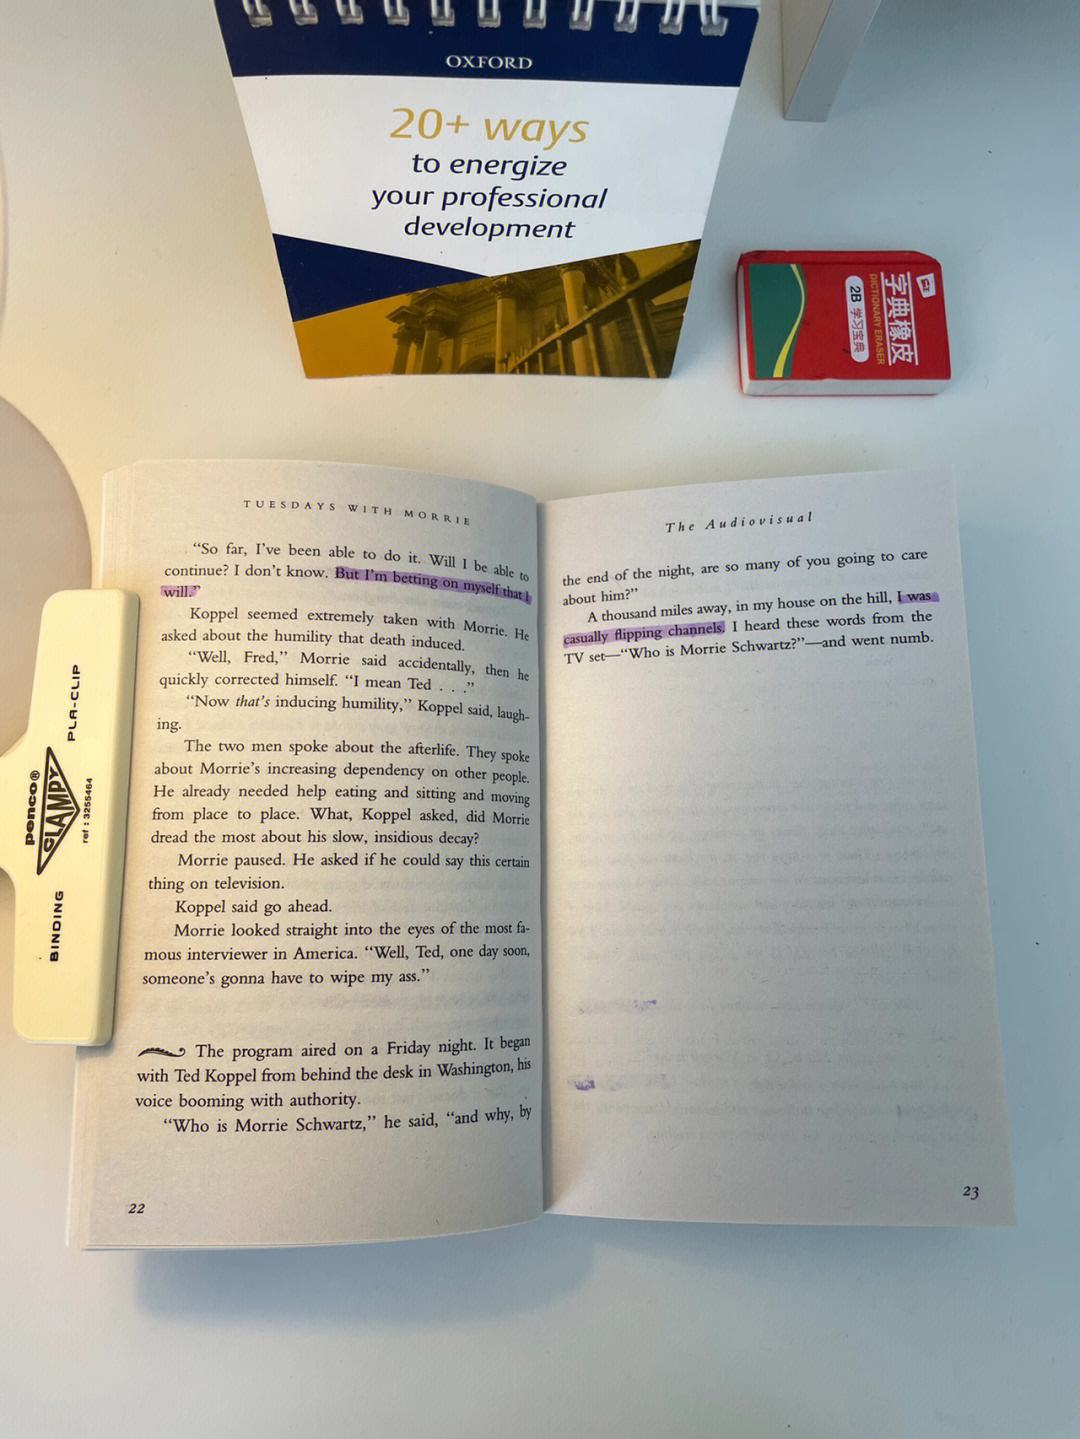 OXFORD
20+ ways
to energize
your professional
development
字典橡皮
DICTIONARY ERASER
2B 学习宝典
penco®
CLAMPY
PLA-CLIP
BINDING
ref : 3255464
TUESDAYS WITH MORRIE
“So far, I’ve been able to do it. Will I be able to
continue? I don’t know. But I’m betting on myself that I
will.”
Koppel seemed extremely taken with Morrie. He
asked about the humility that death induced.
“Well, Fred,” Morrie said accidentally, then he
quickly corrected himself. “I mean Ted . . .”
“Now that’s inducing humility,” Koppel said, laugh-
ing.
The two men spoke about the afterlife. They spoke
about Morrie’s increasing dependency on other people.
He already needed help eating and sitting and moving
from place to place. What, Koppel asked, did Morrie
dread the most about his slow, insidious decay?
Morrie paused. He asked if he could say this certain
thing on television.
Koppel said go ahead.
Morrie looked straight into the eyes of the most fa-
mous interviewer in America. “Well, Ted, one day soon,
someone’s gonna have to wipe my ass.”
The program aired on a Friday night. It began
with Ted Koppel from behind the desk in Washington, his
voice booming with authority.
“Who is Morrie Schwartz,” he said, “and why, by
22
The Audiovisual
the end of the night, are so many of you going to care
about him?”
A thousand miles away, in my house on the hill, I was
casually flipping channels. I heard these words from the
TV set—“Who is Morrie Schwartz?”—and went numb.
23